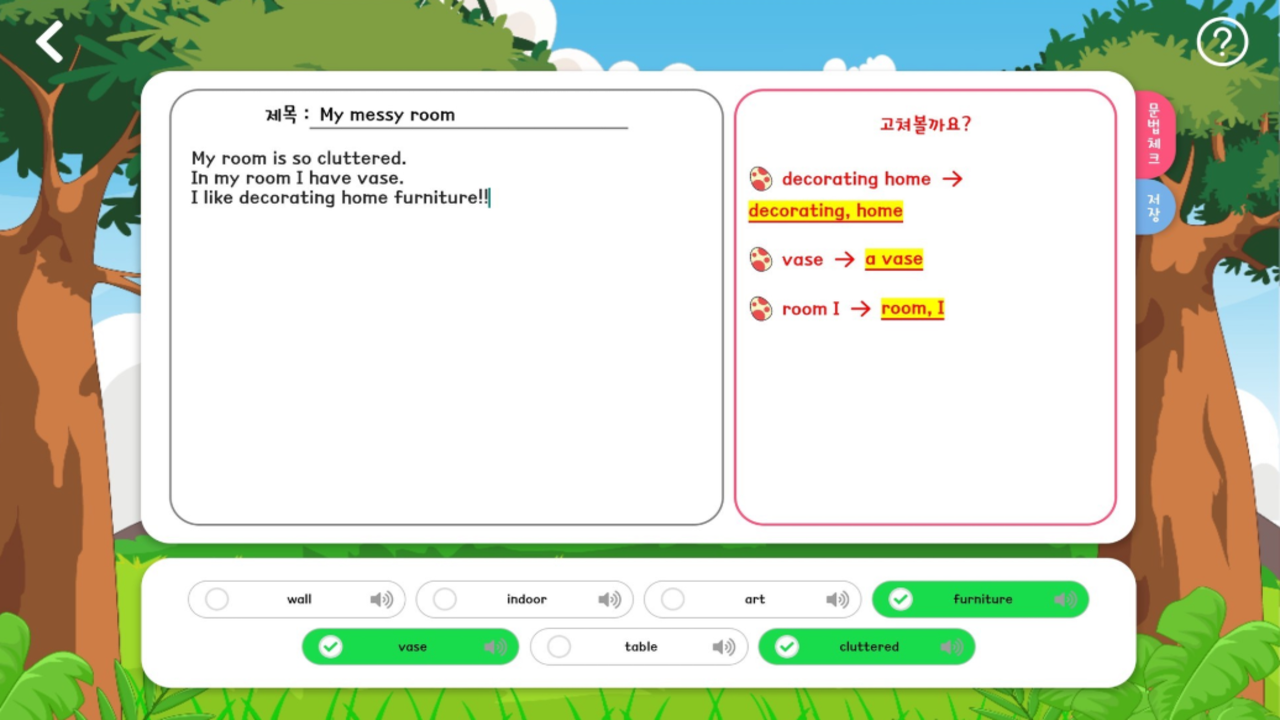 제목 : My messy room
My room is so cluttered.
In my room I have vase.
I like decorating home furniture!!
고쳐볼까요?
decorating home →
decorating, home
vase → a vase
room I → room, I
문법체크
저장
wall
indoor
art
furniture
vase
table
cluttered